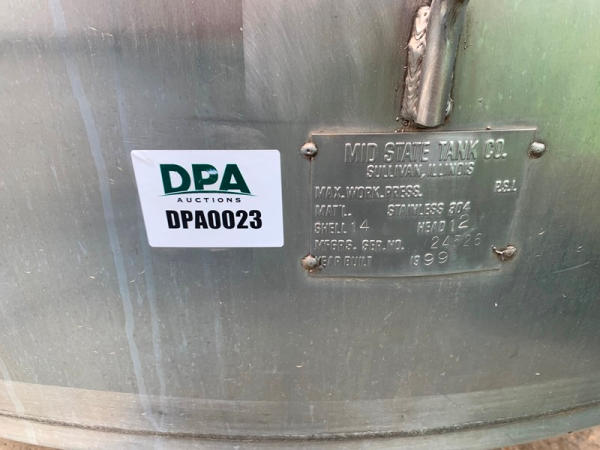 DPA
AUCTIONS
DPA0023
MID STATE TANK CO.
SULLIVAN, ILLINOIS
MAX. WORK. PRESS. P.S.I.
MAT'L. STAINLESS 304
SHELL 14 HEAD 12
MFGRS. SER. NO.
YEAR BUILT 1999